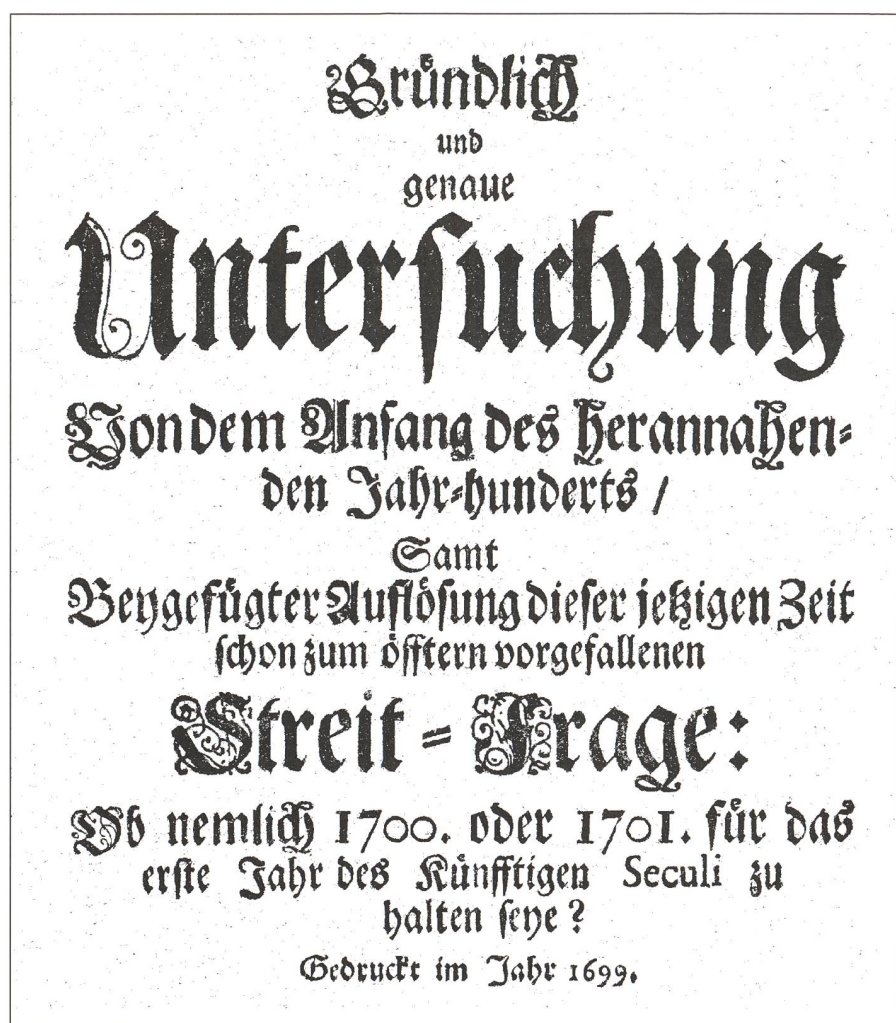 Gründlich
und
genaue
Unterſuchung
Von dem Anfang des herannahen⸗
den Jahr⸗hunderts /
Samt
Beygefügter Auflöſung dieſer jetzigen Zeit
ſchon zum öfftern vorgefallenen
Streit⸗Frage:
Ob nemlich 1700. oder 1701. für das
erſte Jahr des Künfftigen Seculi zu
halten ſeye?
Gedruckt im Jahr 1699.